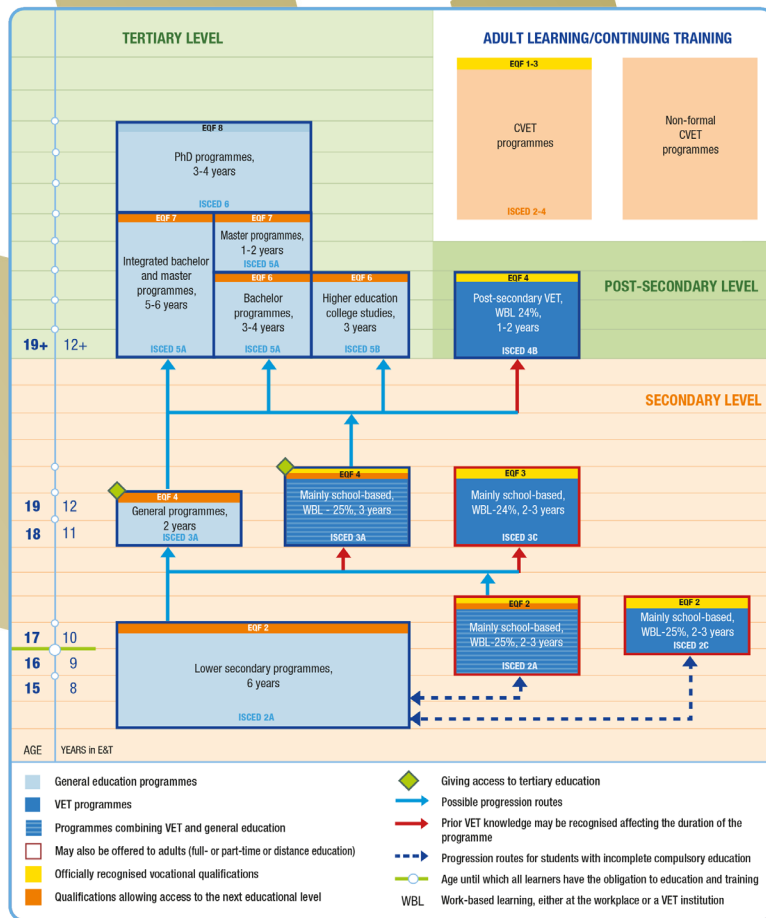 TERTIARY LEVEL
ADULT LEARNING/CONTINUING TRAINING
EQF 1-3
CVET
programmes
ISCED 2-4
Non-formal
CVET
programmes
EQF 8
PhD programmes,
3-4 years
ISCED 6
EQF 7
Integrated bachelor
and master
programmes,
5-6 years
ISCED 5A
EQF 7
Master programmes,
1-2 years
ISCED 5A
EQF 6
Bachelor
programmes,
3-4 years
ISCED 5A
EQF 6
Higher education
college studies,
3 years
ISCED 5B
EQF 4
Post-secondary VET,
WBL 24%,
1-2 years
ISCED 4B
POST-SECONDARY LEVEL
19+ 12+
SECONDARY LEVEL
19 12
18 11
EQF 4
General programmes,
2 years
ISCED 3A
EQF 4
Mainly school-based,
WBL - 25%, 3 years
ISCED 3A
EQF 3
Mainly school-based,
WBL-24%, 2-3 years
ISCED 3C
17 10
16 9
15 8
EQF 2
Lower secondary programmes,
6 years
ISCED 2A
EQF 2
Mainly school-based,
WBL-25%, 2-3 years
ISCED 2A
EQF 2
Mainly school-based,
WBL-25%, 2-3 years
ISCED 2C
AGE YEARS in E&T
General education programmes
VET programmes
Programmes combining VET and general education
May also be offered to adults (full- or part-time or distance education)
Officially recognised vocational qualifications
Qualifications allowing access to the next educational level
Giving access to tertiary education
Possible progression routes
Prior VET knowledge may be recognised affecting the duration of the
programme
Progression routes for students with incomplete compulsory education
Age until which all learners have the obligation to education and training
WBL Work-based learning, either at the workplace or a VET institution